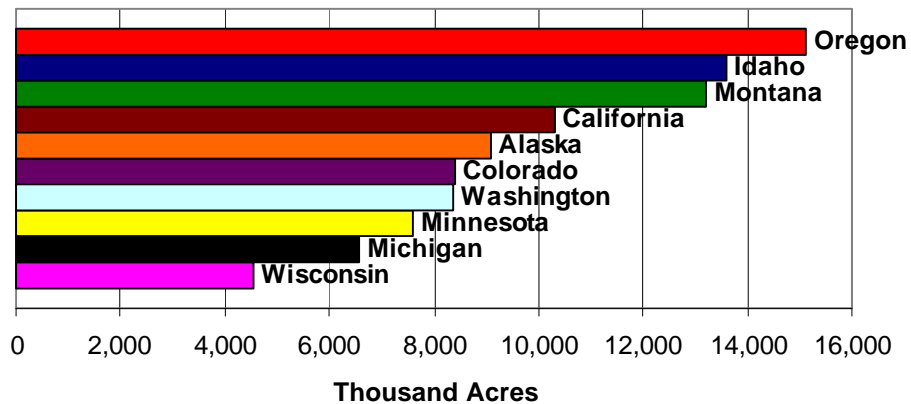 Oregon
Idaho
Montana
California
Alaska
Colorado
Washington
Minnesota
Michigan
Wisconsin
0 2,000 4,000 6,000 8,000 10,000 12,000 14,000 16,000
Thousand Acres